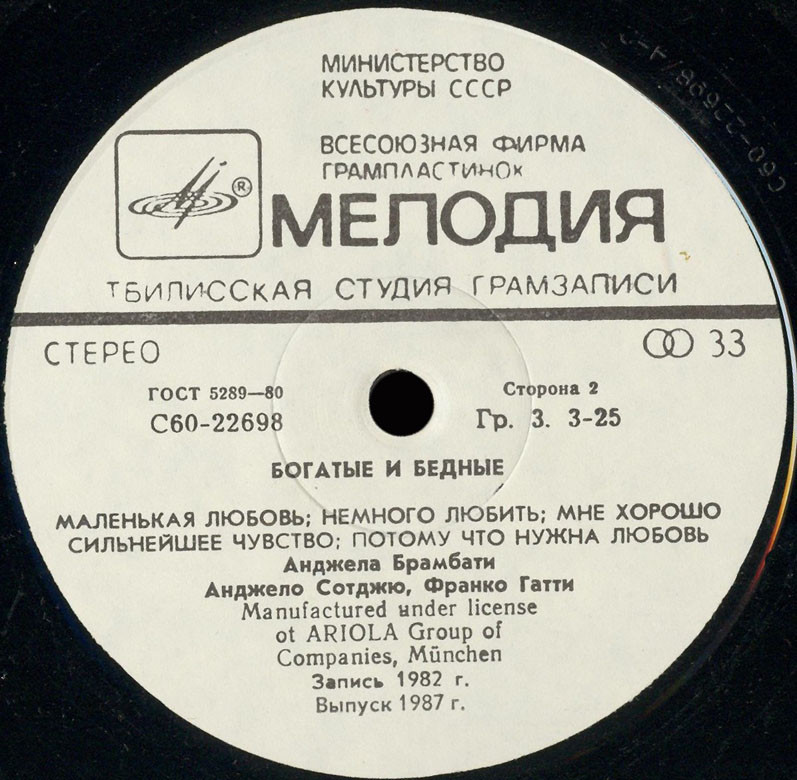 МИНИСТЕРСТВО
КУЛЬТУРЫ СССР
ВСЕСОЮЗНАЯ ФИРМА
ГРАМПЛАСТИНОК
®
МЕЛОДИЯ
ТБИЛИССКАЯ СТУДИЯ ГРАМЗАПИСИ
СТЕРЕО
33
ГОСТ 5289—80
Сторона 2
С60-22698
Гр. 3. 3-25
БОГАТЫЕ И БЕДНЫЕ
МАЛЕНЬКАЯ ЛЮБОВЬ; НЕМНОГО ЛЮБИТЬ; МНЕ ХОРОШО
СИЛЬНЕЙШЕЕ ЧУВСТВО; ПОТОМУ ЧТО НУЖНА ЛЮБОВЬ
Анджела Брамбати
Анджело Сотджю, Франко Гатти
Manufactured under license
ot ARIOLA Group of
Companies, München
Запись 1982 г.
Выпуск 1987 г.